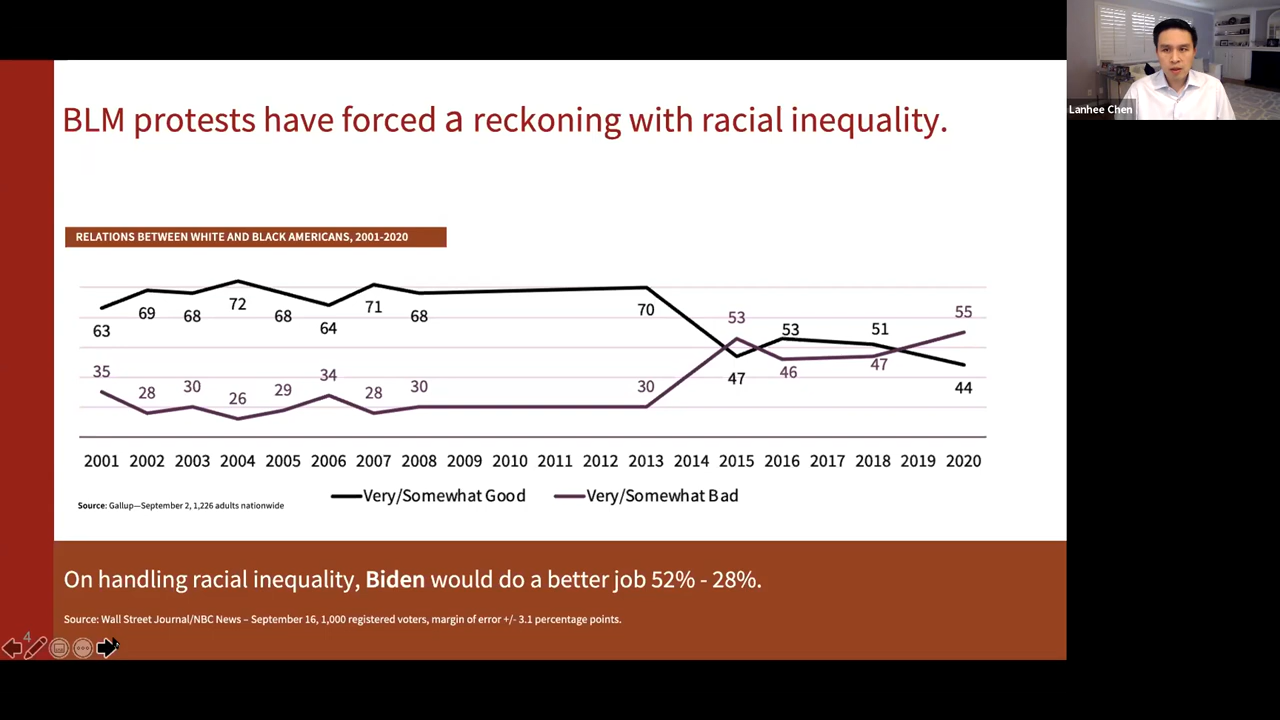 Lanhee Chen
BLM protests have forced a reckoning with racial inequality.
RELATIONS BETWEEN WHITE AND BLACK AMERICANS, 2001-2020
63 69 68 72 68 64 71 68 70 47 53 51 44
35 28 30 26 29 34 28 30 30 53 46 47 55
2001 2002 2003 2004 2005 2006 2007 2008 2009 2010 2011 2012 2013 2014 2015 2016 2017 2018 2019 2020
Very/Somewhat Good Very/Somewhat Bad
Source: Gallup—September 2, 1,226 adults nationwide
On handling racial inequality, Biden would do a better job 52% - 28%.
Source: Wall Street Journal/NBC News – September 16, 1,000 registered voters, margin of error +/- 3.1 percentage points.
4